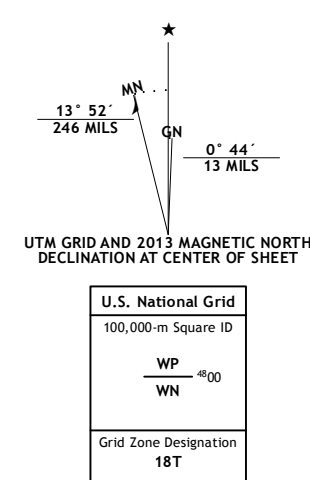 ★
MN
GN
13° 52´
246 MILS
0° 44´
13 MILS
UTM GRID AND 2013 MAGNETIC NORTH
DECLINATION AT CENTER OF SHEET
U.S. National Grid
100,000-m Square ID
WP
4800
WN
Grid Zone Designation
18T